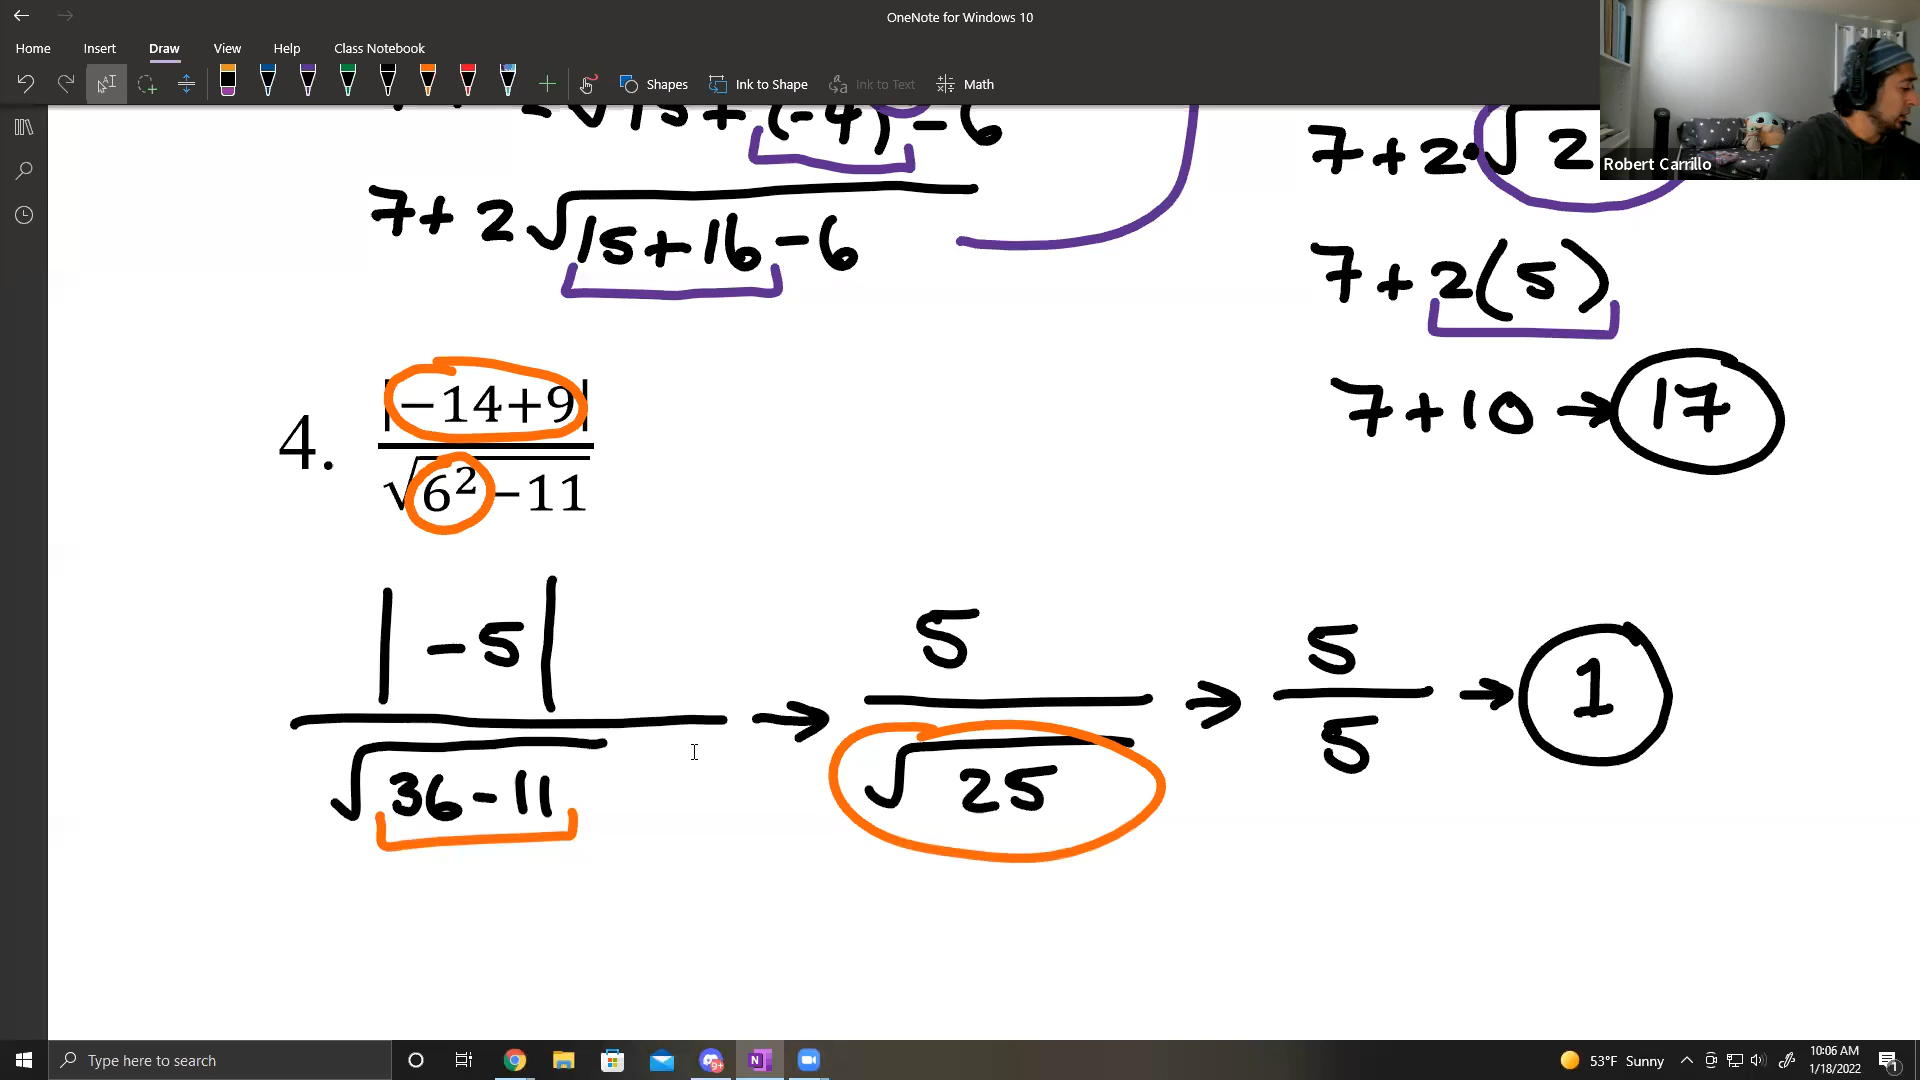 OneNote for Windows 10
Home Insert Draw View Help Class Notebook
Shapes Ink to Shape Ink to Text Math
√15+(-4) -6
7+2√15+16-6
7+2·√2
Robert Carrillo
7+2(5)
7+10→17
4. |−14+9|
√6²−11
|-5|
√36-11
→ 5
√25
→ 5
5
→ 1
Type here to search
53°F Sunny
10:06 AM
1/18/2022